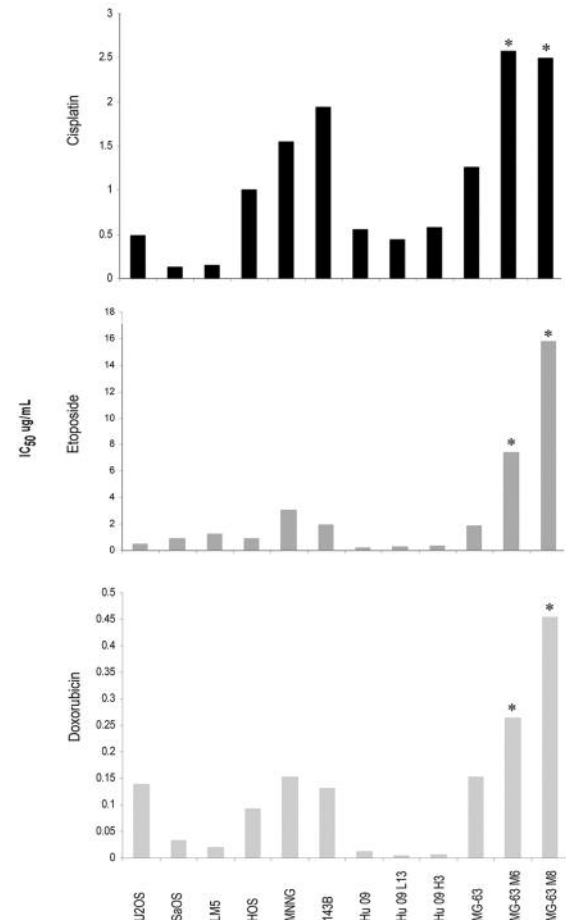 Cisplatin
3
2.5
2
1.5
1
0.5
0
* *
IC50 ug/mL
Etoposide
18
16
14
12
10
8
6
4
2
0
* *
Doxorubicin
0.5
0.45
0.4
0.35
0.3
0.25
0.2
0.15
0.1
0.05
0
* *
U2OS
SaOS
LM5
HOS
MNNG
143B
Hu 09
Hu 09 L13
Hu 09 H3
MG-63
MG-63 M6
MG-63 M8